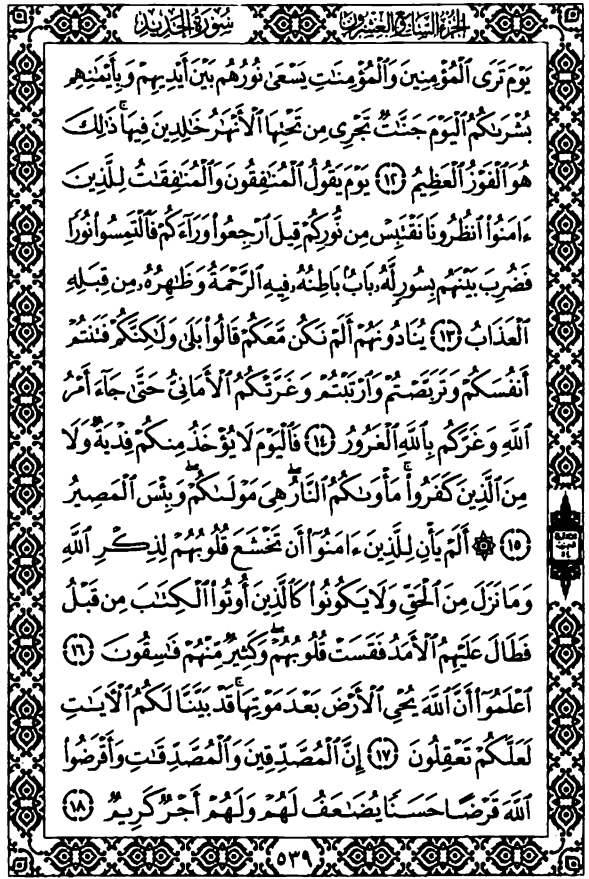 الجزء السابع والعشرون سورة الحديد
يَوْمَ تَرَى ٱلْمُؤْمِنِينَ وَٱلْمُؤْمِنَٰتِ يَسْعَىٰ نُورُهُم بَيْنَ أَيْدِيهِمْ وَبِأَيْمَٰنِهِم
بُشْرَىٰكُمُ ٱلْيَوْمَ جَنَّٰتٌ تَجْرِى مِن تَحْتِهَا ٱلْأَنْهَٰرُ خَٰلِدِينَ فِيهَا ۚ ذَٰلِكَ
هُوَ ٱلْفَوْزُ ٱلْعَظِيمُ ١٢ يَوْمَ يَقُولُ ٱلْمُنَٰفِقُونَ وَٱلْمُنَٰفِقَٰتُ لِلَّذِينَ
ءَامَنُوا۟ ٱنظُرُونَا نَقْتَبِسْ مِن نُّورِكُمْ قِيلَ ٱرْجِعُوا۟ وَرَآءَكُمْ فَٱلْتَمِسُوا۟ نُورًا
فَضُرِبَ بَيْنَهُم بِسُورٍ لَّهُۥ بَابٌۢ بَاطِنُهُۥ فِيهِ ٱلرَّحْمَةُ وَظَٰهِرُهُۥ مِن قِبَلِهِ
ٱلْعَذَابُ ١٣ يُنَادُونَهُمْ أَلَمْ نَكُن مَّعَكُمْ قَالُوا۟ بَلَىٰ وَلَٰكِنَّكُمْ فَتَنتُمْ
أَنفُسَكُمْ وَتَرَبَّصْتُمْ وَٱرْتَبْتُمْ وَغَرَّتْكُمُ ٱلْأَمَانِىُّ حَتَّىٰ جَآءَ أَمْرُ
ٱللَّهِ وَغَرَّكُم بِٱللَّهِ ٱلْغَرُورُ ١٤ فَٱلْيَوْمَ لَا يُؤْخَذُ مِنكُمْ فِدْيَةٌ وَلَا
مِنَ ٱلَّذِينَ كَفَرُوا۟ ۚ مَأْوَىٰكُمُ ٱلنَّارُ ۖ هِىَ مَوْلَىٰكُمْ ۖ وَبِئْسَ ٱلْمَصِيرُ
١٥ ۞ أَلَمْ يَأْنِ لِلَّذِينَ ءَامَنُوٓا۟ أَن تَخْشَعَ قُلُوبُهُمْ لِذِكْرِ ٱللَّهِ
وَمَا نَزَلَ مِنَ ٱلْحَقِّ وَلَا يَكُونُوا۟ كَٱلَّذِينَ أُوتُوا۟ ٱلْكِتَٰبَ مِن قَبْلُ
فَطَالَ عَلَيْهِمُ ٱلْأَمَدُ فَقَسَتْ قُلُوبُهُمْ ۖ وَكَثِيرٌ مِّنْهُمْ فَٰسِقُونَ ١٦
ٱعْلَمُوٓا۟ أَنَّ ٱللَّهَ يُحْىِ ٱلْأَرْضَ بَعْدَ مَوْتِهَا ۚ قَدْ بَيَّنَّا لَكُمُ ٱلْءَايَٰتِ
لَعَلَّكُمْ تَعْقِلُونَ ١٧ إِنَّ ٱلْمُصَّدِّقِينَ وَٱلْمُصَّدِّقَٰتِ وَأَقْرَضُوا۟
ٱللَّهَ قَرْضًا حَسَنًا يُضَٰعَفُ لَهُمْ وَلَهُمْ أَجْرٌ كَرِيمٌ ١٨
٥٣٩